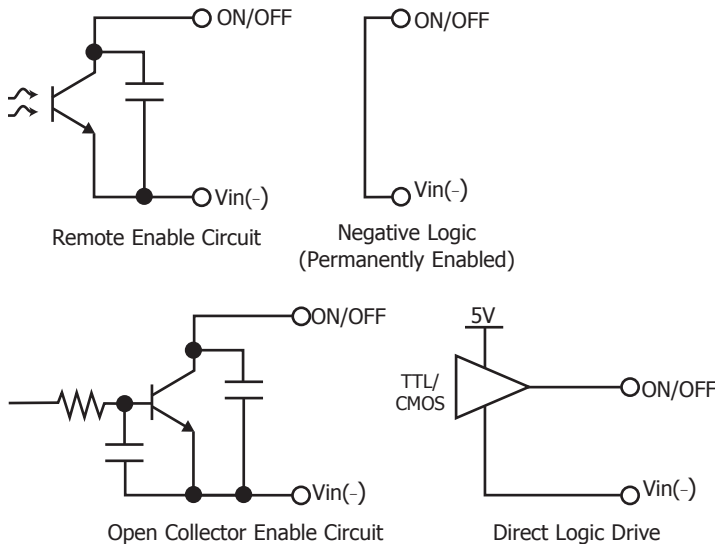 ON/OFF
Vin(–)
Remote Enable Circuit
ON/OFF
Vin(–)
Negative Logic
(Permanently Enabled)
ON/OFF
Vin(–)
Open Collector Enable Circuit
5V
TTL/
CMOS
ON/OFF
Vin(–)
Direct Logic Drive